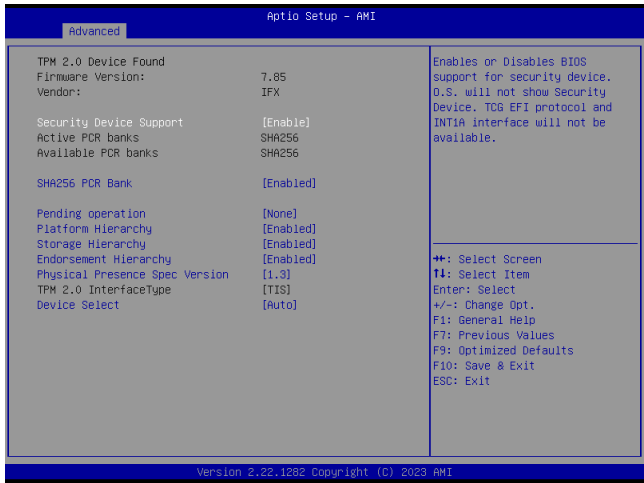 Aptio Setup – AMI
Advanced
TPM 2.0 Device Found
Firmware Version: 7.85
Vendor: IFX
Security Device Support [Enable]
Active PCR banks SHA256
Available PCR banks SHA256
SHA256 PCR Bank [Enabled]
Pending operation [None]
Platform Hierarchy [Enabled]
Storage Hierarchy [Enabled]
Endorsement Hierarchy [Enabled]
Physical Presence Spec Version [1.3]
TPM 2.0 InterfaceType [TIS]
Device Select [Auto]
Enables or Disables BIOS
support for security device.
O.S. will not show Security
Device. TCG EFI protocol and
INT1A interface will not be
available.
→←: Select Screen
↑↓: Select Item
Enter: Select
+/-: Change Opt.
F1: General Help
F7: Previous Values
F9: Optimized Defaults
F10: Save & Exit
ESC: Exit
Version 2.22.1282 Copyright (C) 2023 AMI